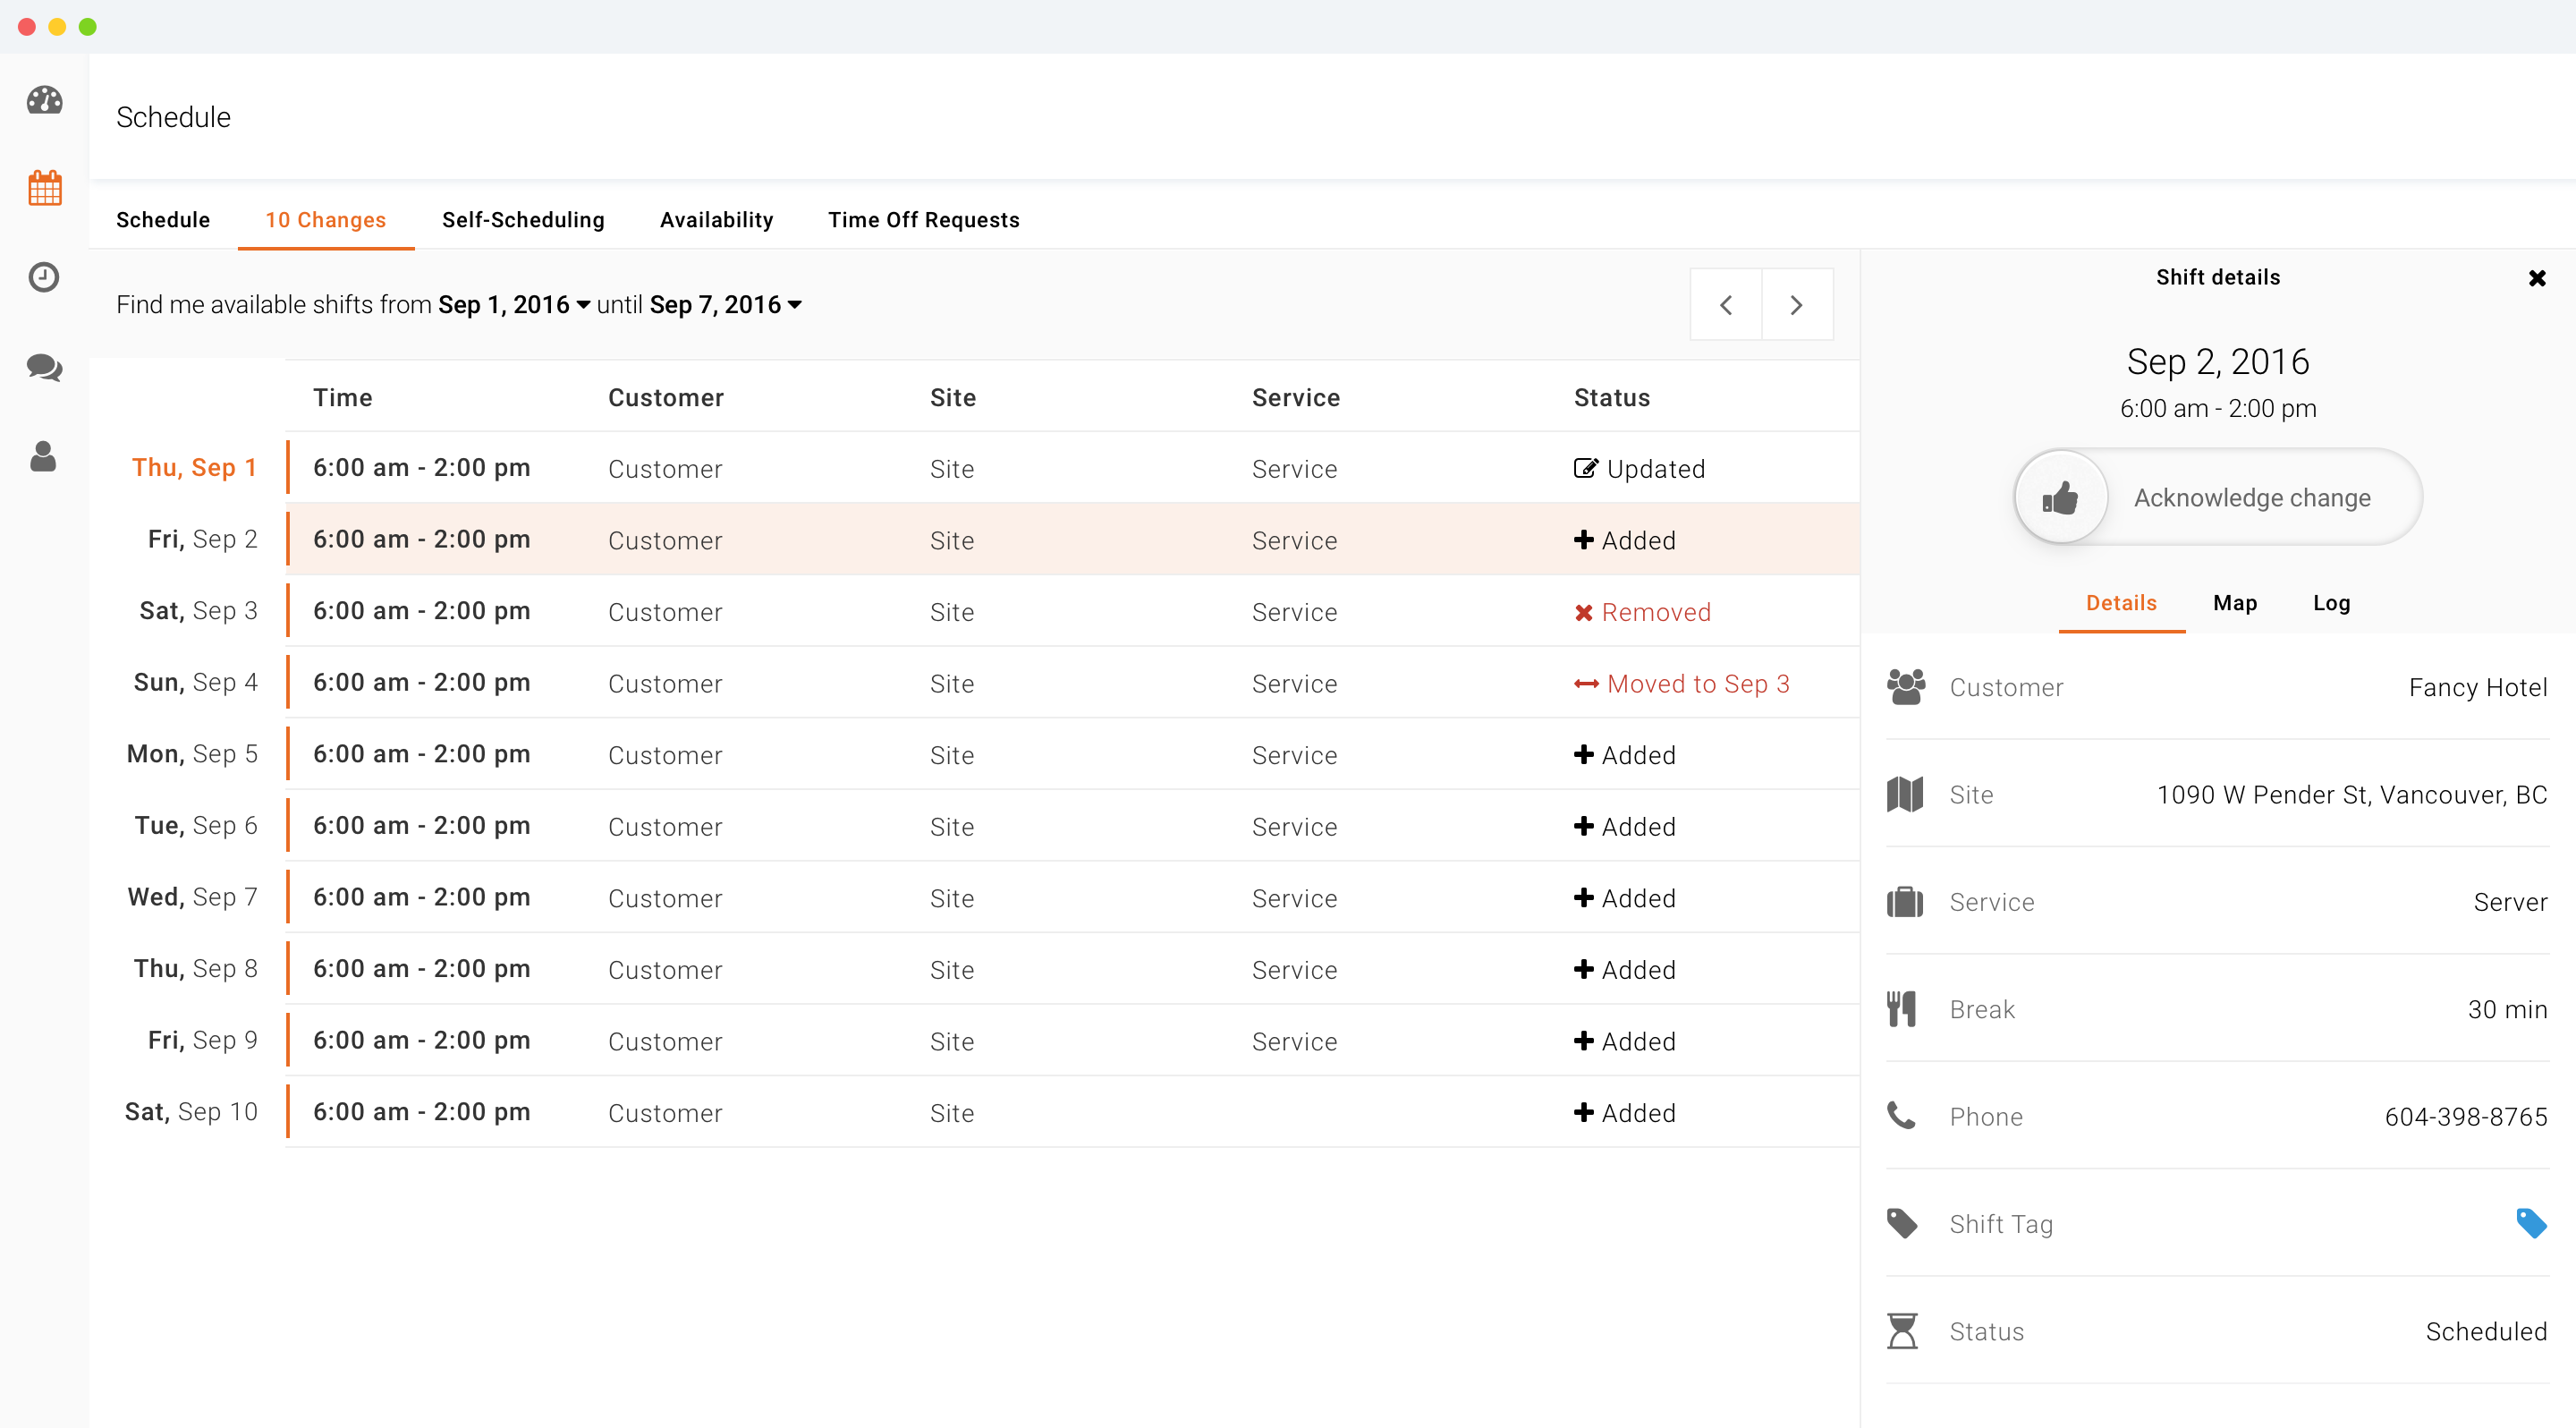 Schedule
Schedule 10 Changes Self-Scheduling Availability Time Off Requests
Find me available shifts from Sep 1, 2016 until Sep 7, 2016
Time Customer Site Service Status
Thu, Sep 1 6:00 am - 2:00 pm Customer Site Service Updated
Fri, Sep 2 6:00 am - 2:00 pm Customer Site Service Added
Sat, Sep 3 6:00 am - 2:00 pm Customer Site Service Removed
Sun, Sep 4 6:00 am - 2:00 pm Customer Site Service Moved to Sep 3
Mon, Sep 5 6:00 am - 2:00 pm Customer Site Service Added
Tue, Sep 6 6:00 am - 2:00 pm Customer Site Service Added
Wed, Sep 7 6:00 am - 2:00 pm Customer Site Service Added
Thu, Sep 8 6:00 am - 2:00 pm Customer Site Service Added
Fri, Sep 9 6:00 am - 2:00 pm Customer Site Service Added
Sat, Sep 10 6:00 am - 2:00 pm Customer Site Added
Shift details
Sep 2, 2016
6:00 am - 2:00 pm
Acknowledge change
Details Map Log
Customer Fancy Hotel
Site 1090 W Pender St, Vancouver, BC
Service Server
Break 30 min
Phone 604-398-8765
Shift Tag
Status Scheduled